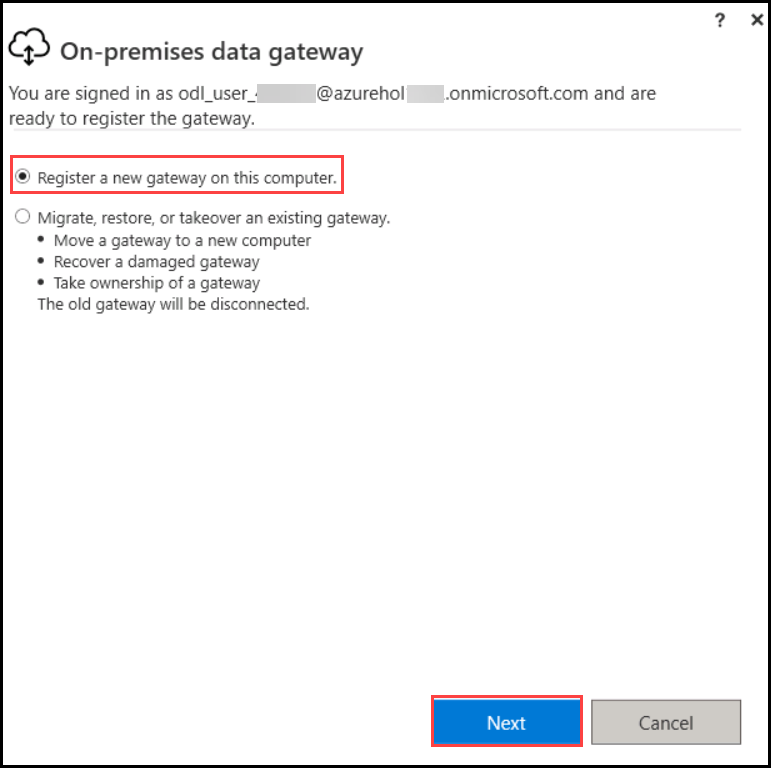 ? ×
On-premises data gateway
You are signed in as odl_user_ @azurehol .onmicrosoft.com and are
ready to register the gateway.
Register a new gateway on this computer.
Migrate, restore, or takeover an existing gateway.
• Move a gateway to a new computer
• Recover a damaged gateway
• Take ownership of a gateway
The old gateway will be disconnected.
Next Cancel